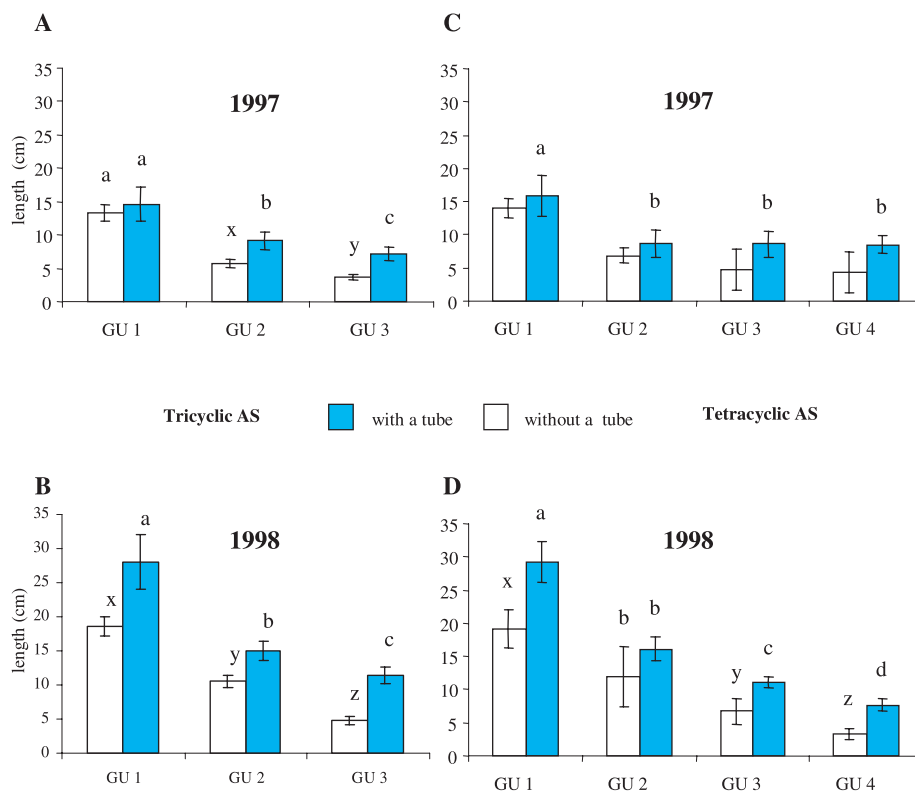 A
C
35
30
25
20
15
10
5
0
length (cm)
1997
a
a
x
b
y
c
GU 1
GU 2
GU 3
35
30
25
20
15
10
5
0
1997
a
b
b
b
GU 1
GU 2
GU 3
GU 4
Tricyclic AS
with a tube
without a tube
Tetracyclic AS
B
D
35
30
25
20
15
10
5
0
length (cm)
1998
x
a
y
b
z
c
GU 1
GU 2
GU 3
35
30
25
20
15
10
5
0
1998
x
a
b
b
y
c
z
d
GU 1
GU 2
GU 3
GU 4